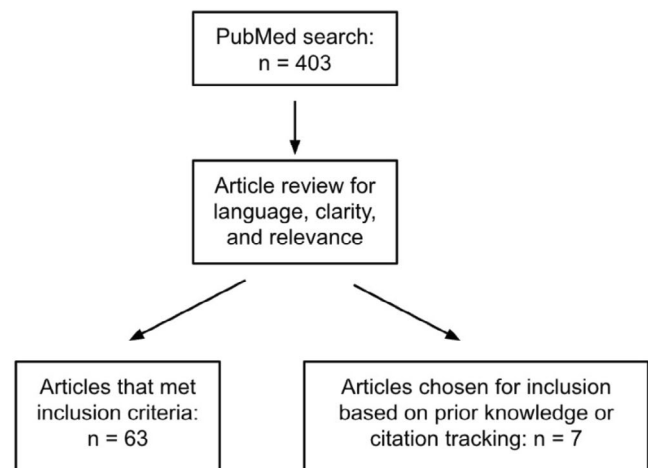 PubMed search:
n = 403
Article review for
language, clarity,
and relevance
Articles that met
inclusion criteria:
n = 63
Articles chosen for inclusion
based on prior knowledge or
citation tracking: n = 7